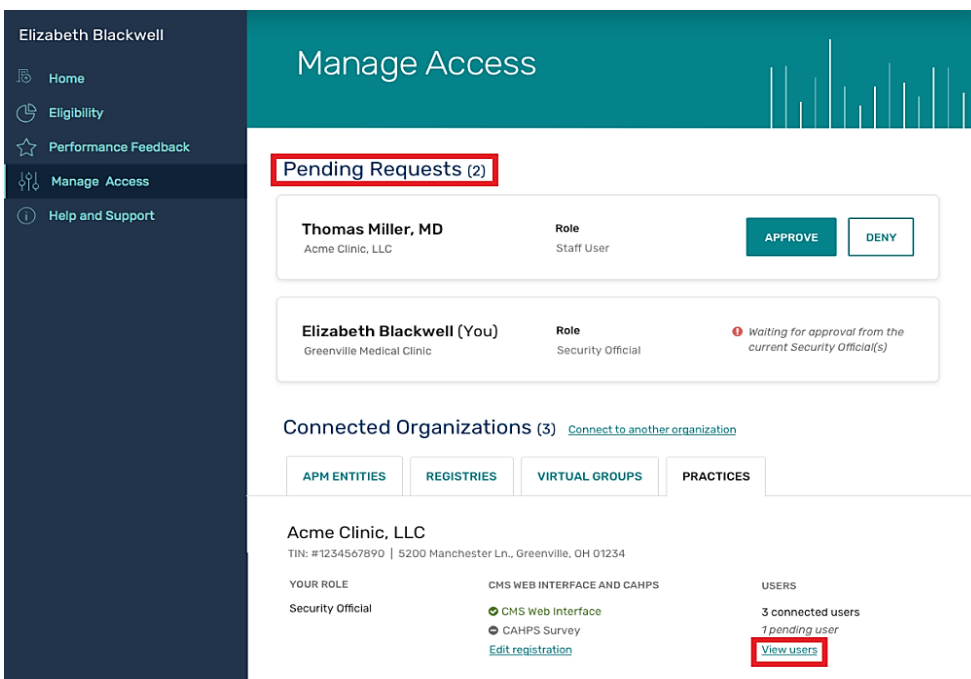 Elizabeth Blackwell
Home
Eligibility
Performance Feedback
Manage Access
Help and Support
Manage Access
Pending Requests (2)
Thomas Miller, MD
Acme Clinic, LLC
Role
Staff User
APPROVE
DENY
Elizabeth Blackwell (You)
Greenville Medical Clinic
Role
Security Official
Waiting for approval from the
current Security Official(s)
Connected Organizations (3) Connect to another organization
APM ENTITIES REGISTRIES VIRTUAL GROUPS PRACTICES
Acme Clinic, LLC
TIN: #1234567890 | 5200 Manchester Ln., Greenville, OH 01234
YOUR ROLE
Security Official
CMS WEB INTERFACE AND CAHPS
CMS Web Interface
CAHPS Survey
Edit registration
USERS
3 connected users
1 pending user
View users